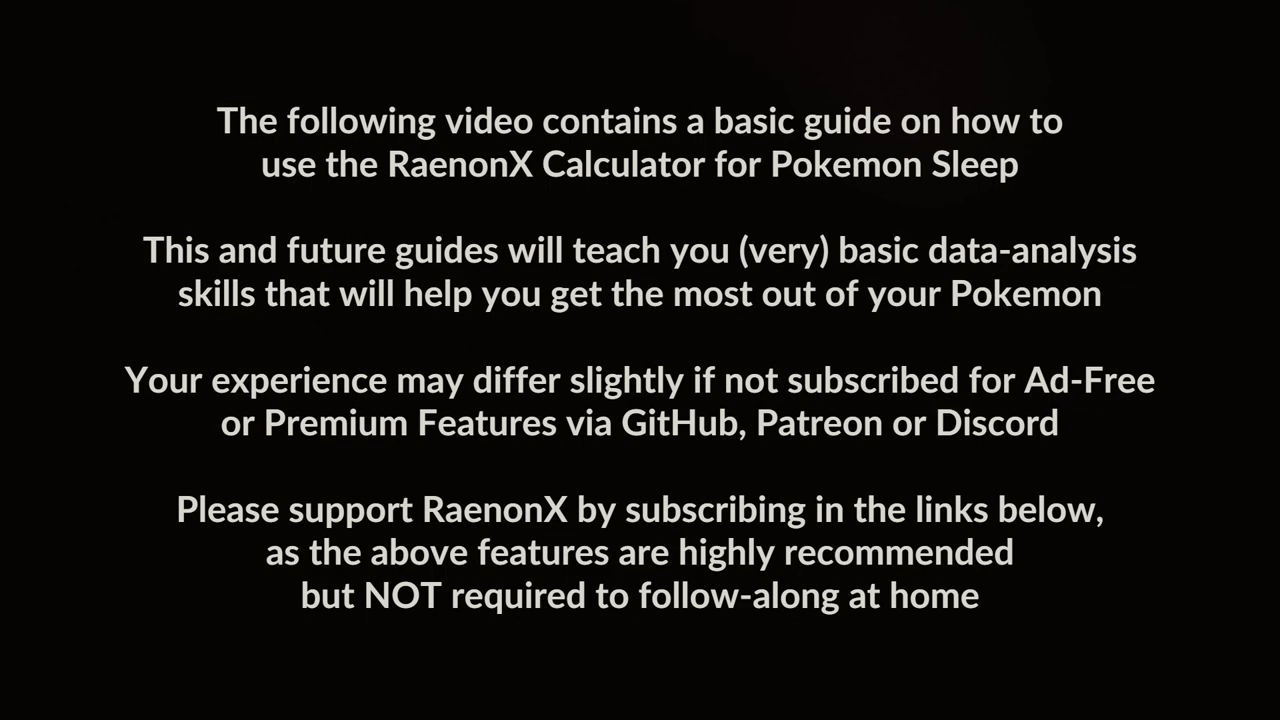 The following video contains a basic guide on how to
use the RaenonX Calculator for Pokemon Sleep
This and future guides will teach you (very) basic data-analysis
skills that will help you get the most out of your Pokemon
Your experience may differ slightly if not subscribed for Ad-Free
or Premium Features via GitHub, Patreon or Discord
Please support RaenonX by subscribing in the links below,
as the above features are highly recommended
but NOT required to follow-along at home